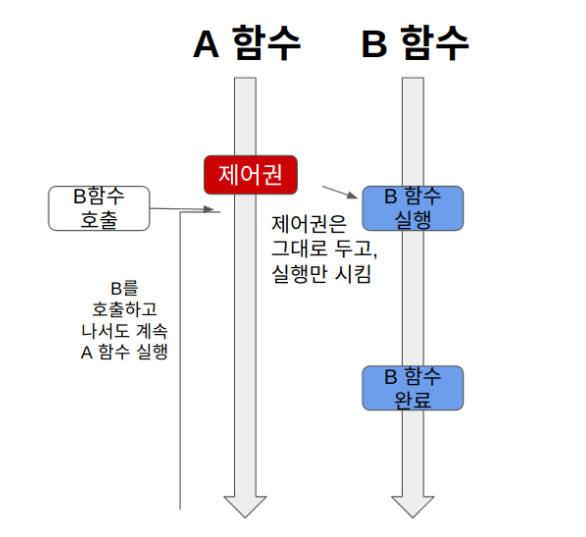 A 함수
B 함수
제어권
B함수
호출
B 함수
실행
제어권은
그대로 두고,
실행만 시킴
B를
호출하고
나서도 계속
A 함수 실행
B 함수
완료